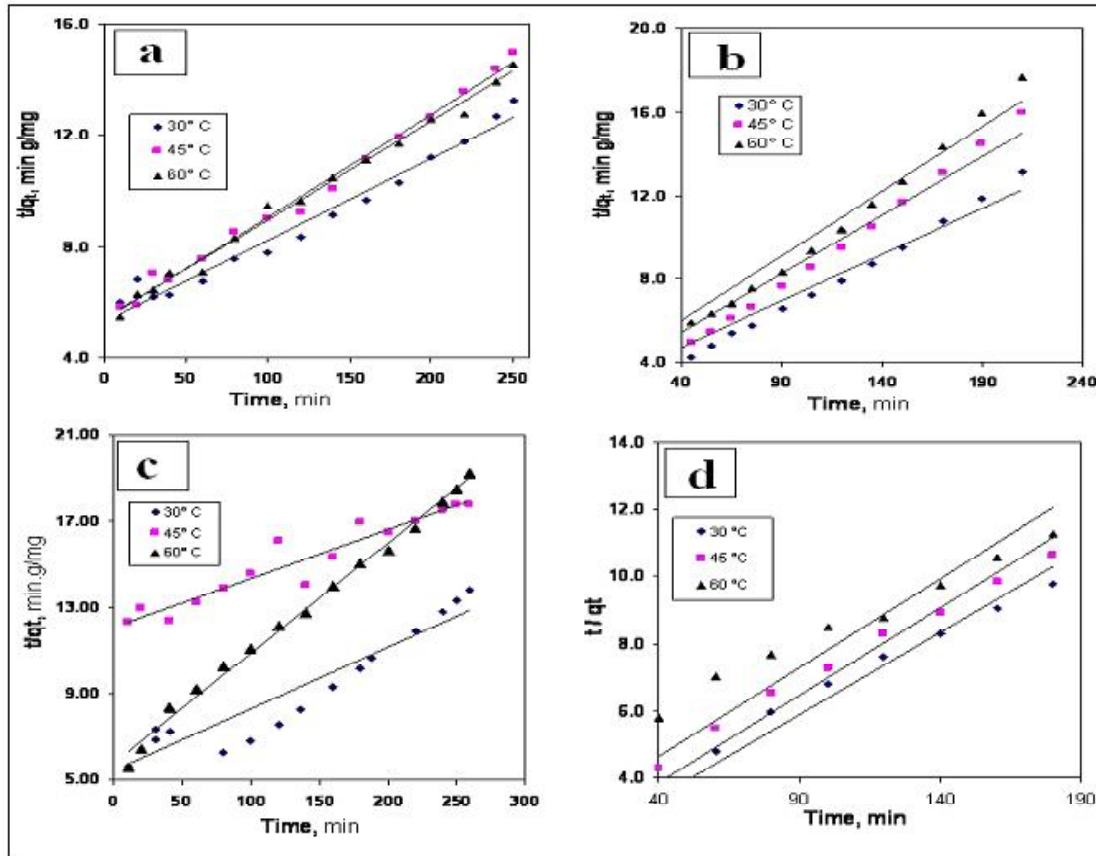 a
16.0
12.0
8.0
4.0
t/qt, min g/mg
30° C
45° C
60° C
0 50 100 150 200 250
Time, min
b
20.0
16.0
12.0
8.0
4.0
t/qt, min g/mg
30° C
45° C
60° C
40 90 140 190 240
Time, min
c
21.00
17.00
13.00
9.00
5.00
t/qt, min.g/mg
30° C
45° C
60° C
0 50 100 150 200 250 300
Time, min
d
14.0
12.0
10.0
8.0
6.0
4.0
t / qt
30 °C
45 °C
60 °C
40 90 140 190
Time, min